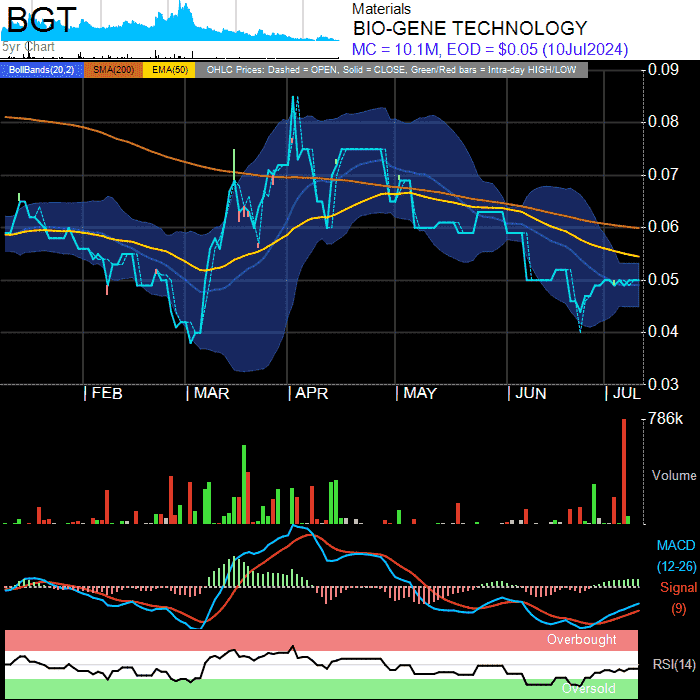 BGT
5yr Chart
Materials
BIO-GENE TECHNOLOGY
MC = 10.1M, EOD = $0.05 (10Jul2024)
BollBands(20,2) SMA(200) EMA(50) OHLC Prices: Dashed = OPEN, Solid = CLOSE, Green/Red bars = Intra-day HIGH/LOW
0.09
0.08
0.07
0.06
0.05
0.04
0.03
FEB MAR APR MAY JUN JUL
786k
Volume
MACD
(12-26)
Signal
(9)
Overbought
RSI(14)
Oversold